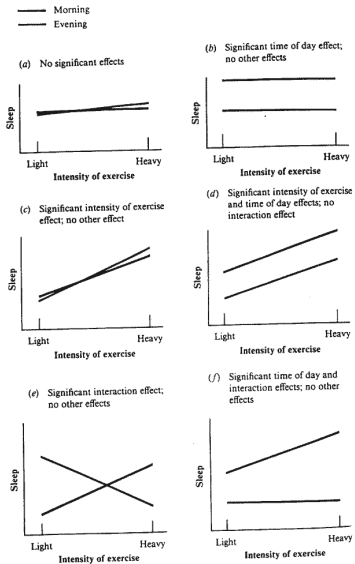 Morning
Evening
(a) No significant effects
Sleep
Light
Heavy
Intensity of exercise
(b) Significant time of day effect;
no other effects
Sleep
Light
Heavy
Intensity of exercise
(c) Significant intensity of exercise
effect; no other effect
Sleep
Light
Heavy
Intensity of exercise
(d) Significant intensity of exercise
and time of day effects; no
interaction effect
Sleep
Light
Heavy
Intensity of exercise
(e) Significant interaction effect;
no other effects
Sleep
Light
Heavy
Intensity of exercise
(f) Significant time of day and
interaction effects; no other
effects
Sleep
Light
Heavy
Intensity of exercise